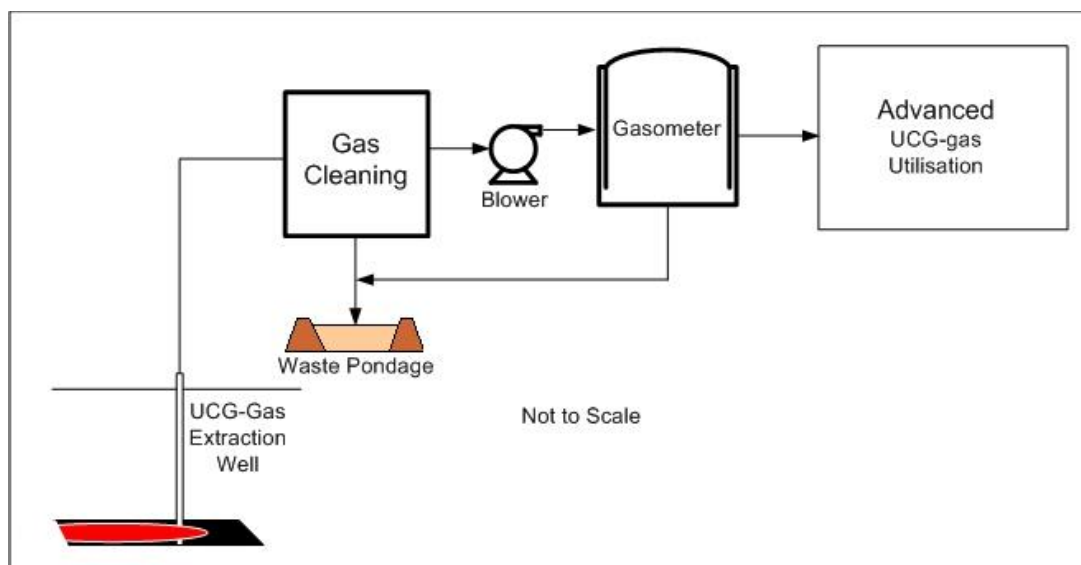 Gas
Cleaning
Blower
Gasometer
Advanced
UCG-gas
Utilisation
Waste Pondage
UCG-Gas
Extraction
Well
Not to Scale